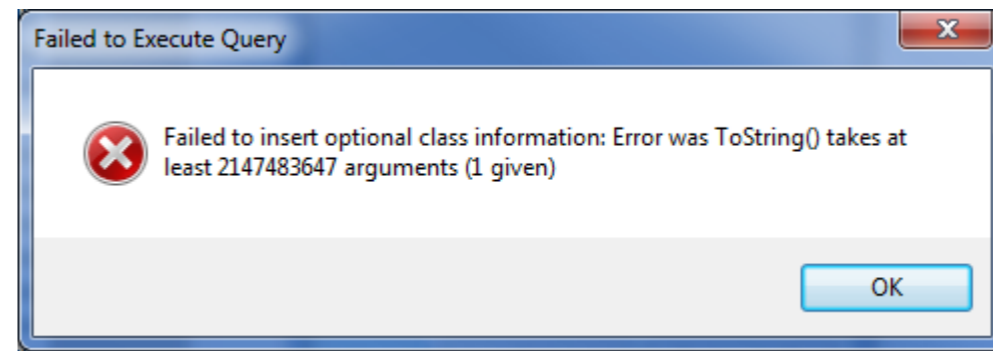 Failed to Execute Query
Failed to insert optional class information: Error was ToString() takes at
least 2147483647 arguments (1 given)
OK